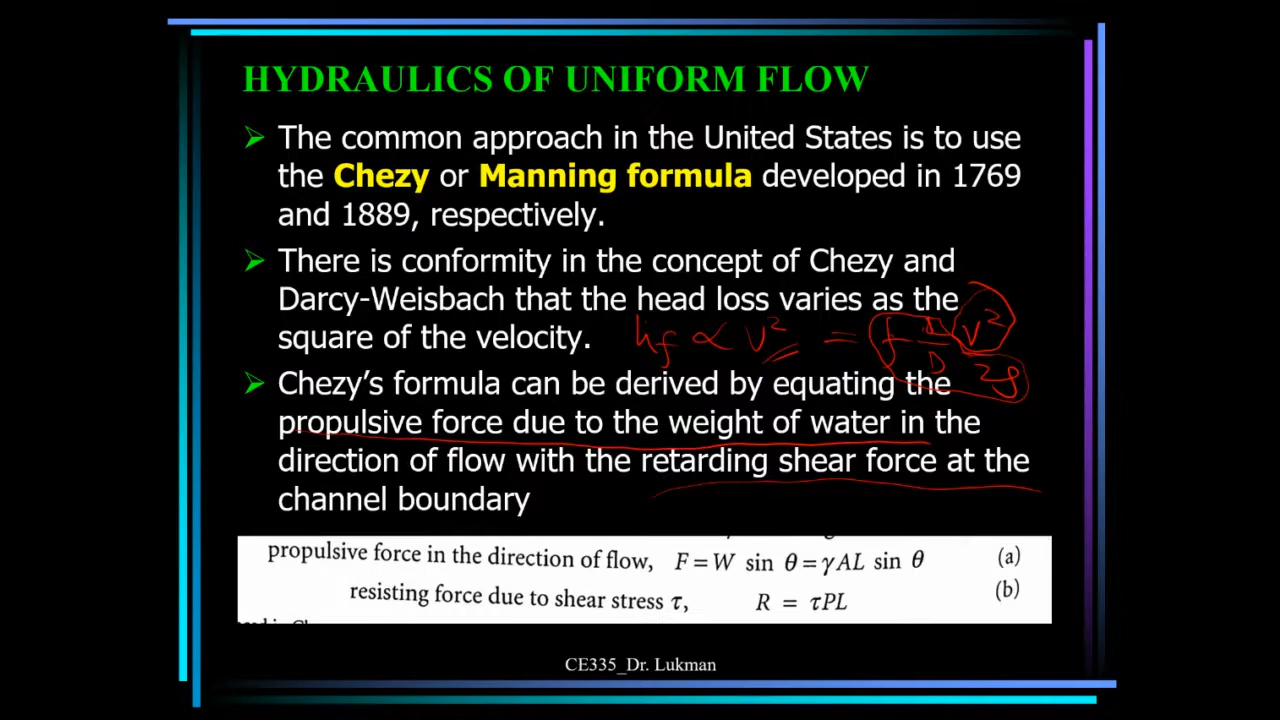 HYDRAULICS OF UNIFORM FLOW
➢ The common approach in the United States is to use
the Chezy or Manning formula developed in 1769
and 1889, respectively.
➢ There is conformity in the concept of Chezy and
Darcy-Weisbach that the head loss varies as the
square of the velocity.
hf ∝ V² = f L/D V²/2g
➢ Chezy's formula can be derived by equating the
propulsive force due to the weight of water in the
direction of flow with the retarding shear force at the
channel boundary
propulsive force in the direction of flow, F = W sin θ = γAL sin θ (a)
resisting force due to shear stress τ, R = τPL (b)
CE335_Dr. Lukman